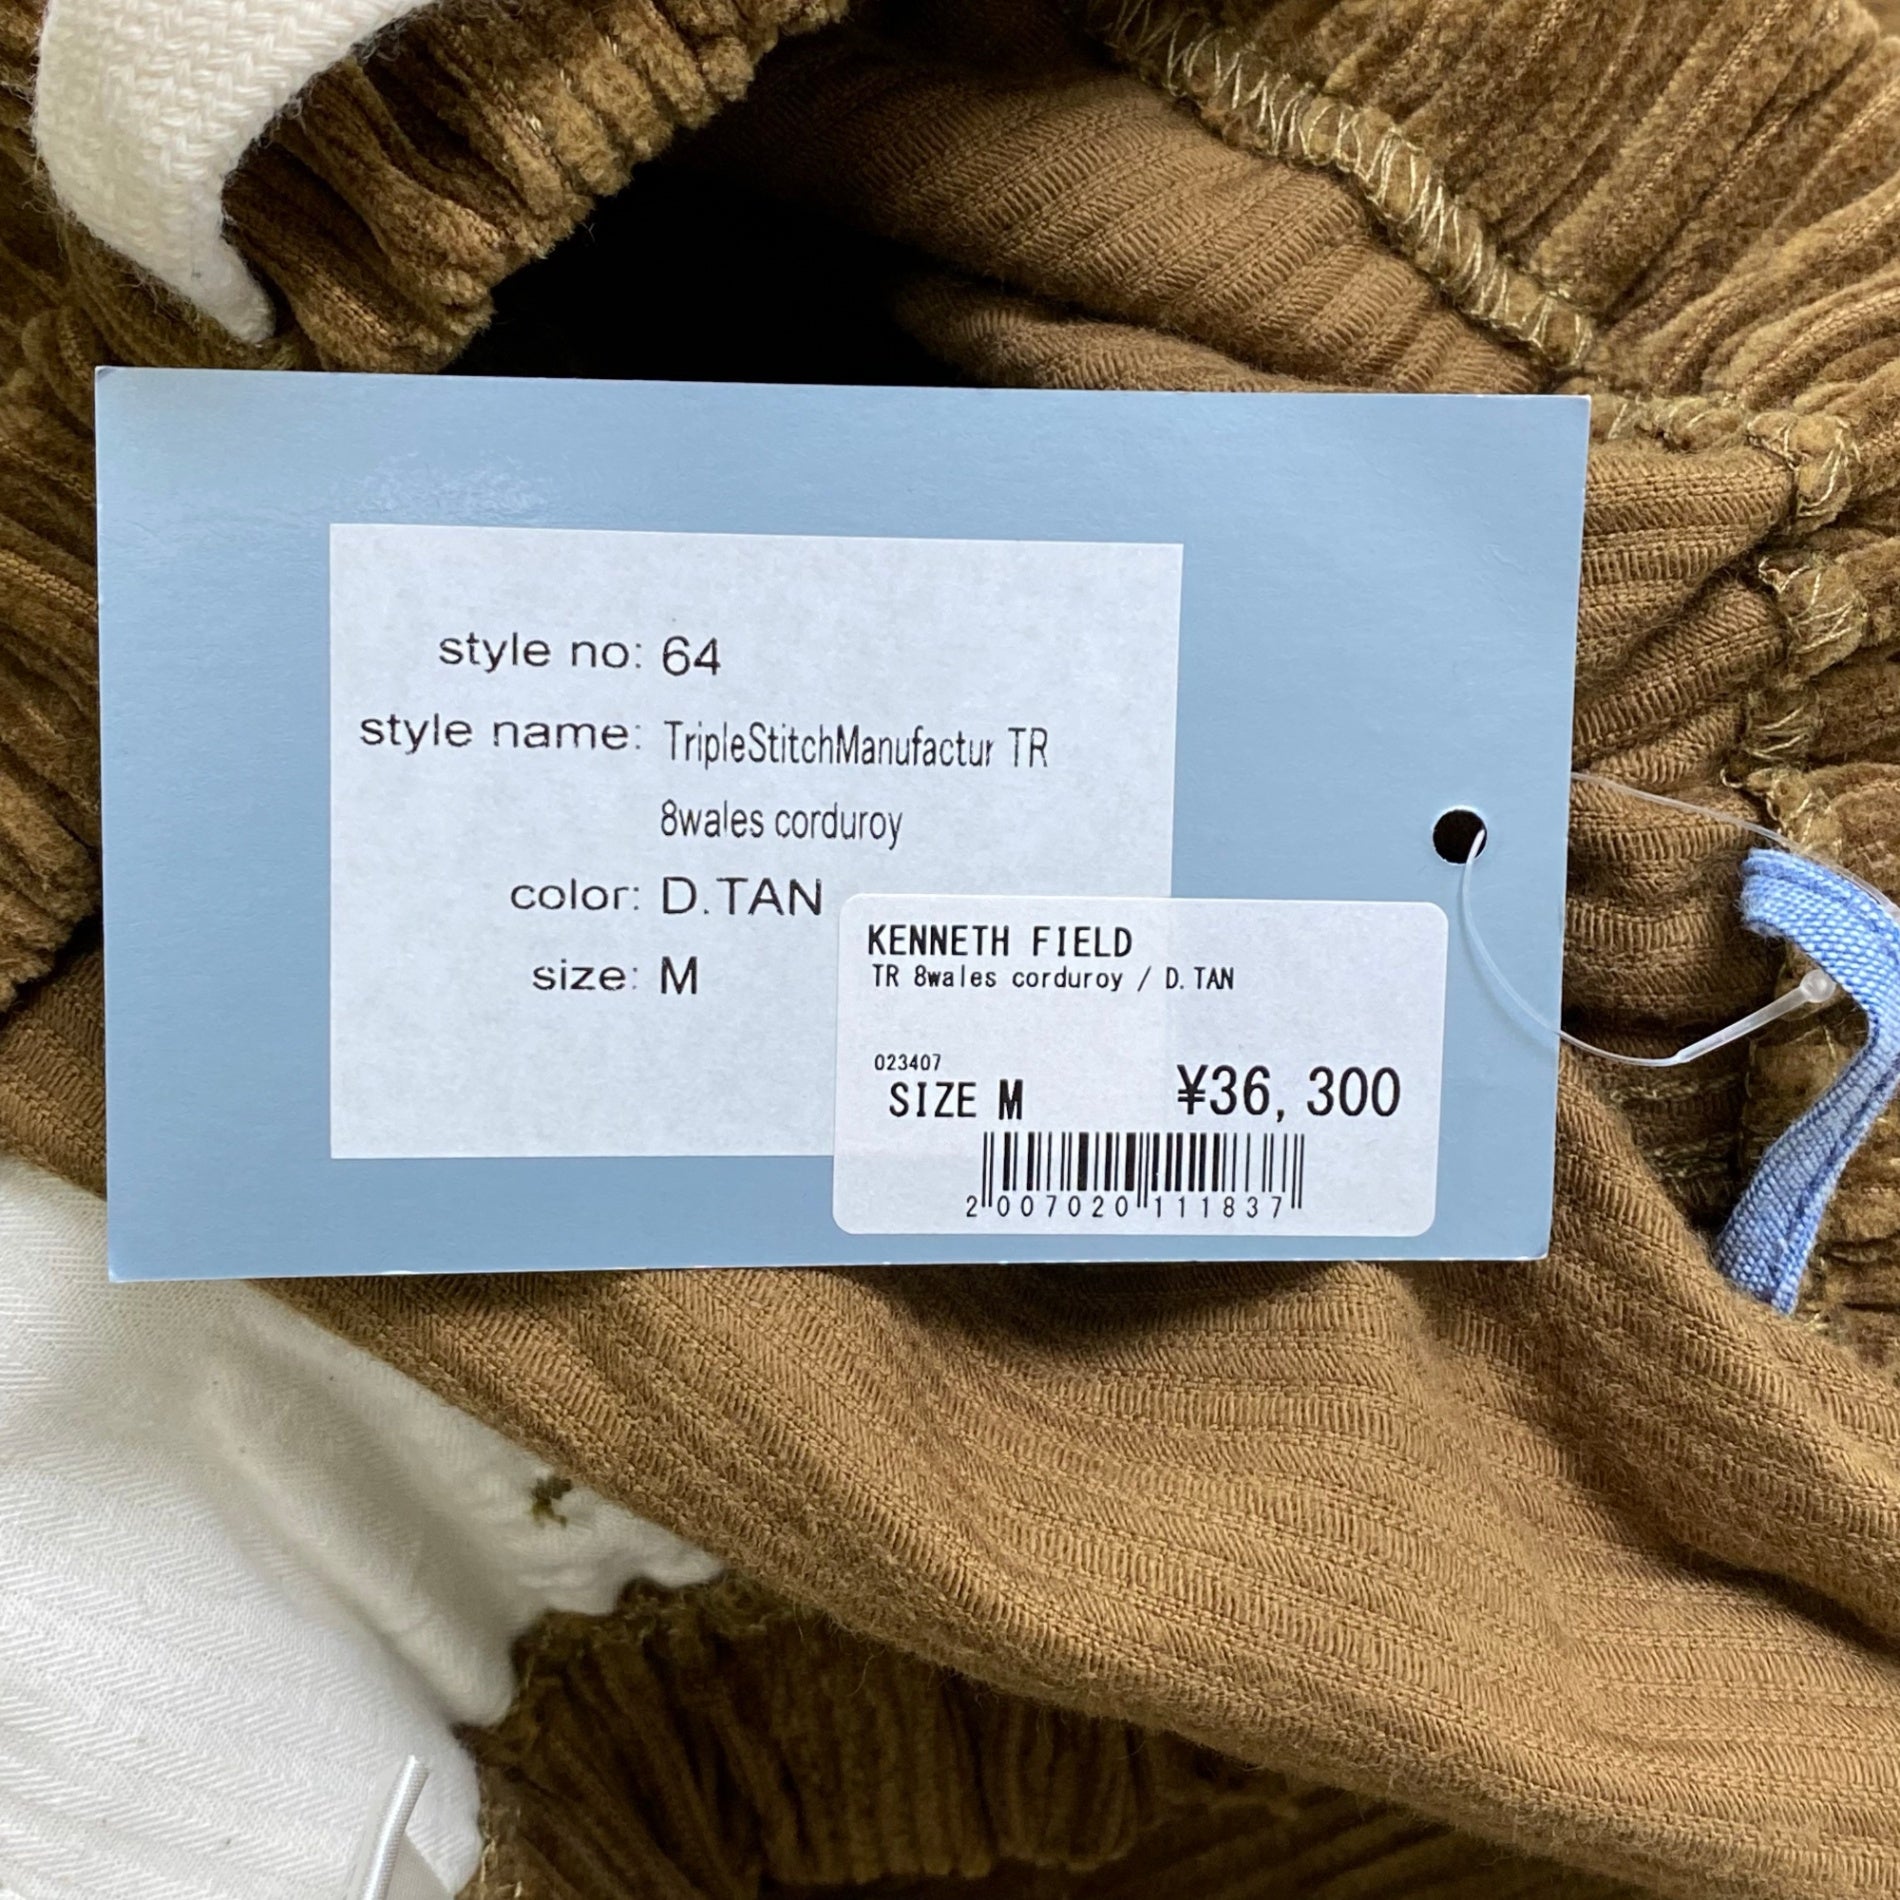 style no: 64
style name: TripleStitchManufactur TR
8wales corduroy
color: D.TAN
size: M
KENNETH FIELD
TR 8wales corduroy / D.TAN
023407
SIZE M ¥36,300
2 007020 111837